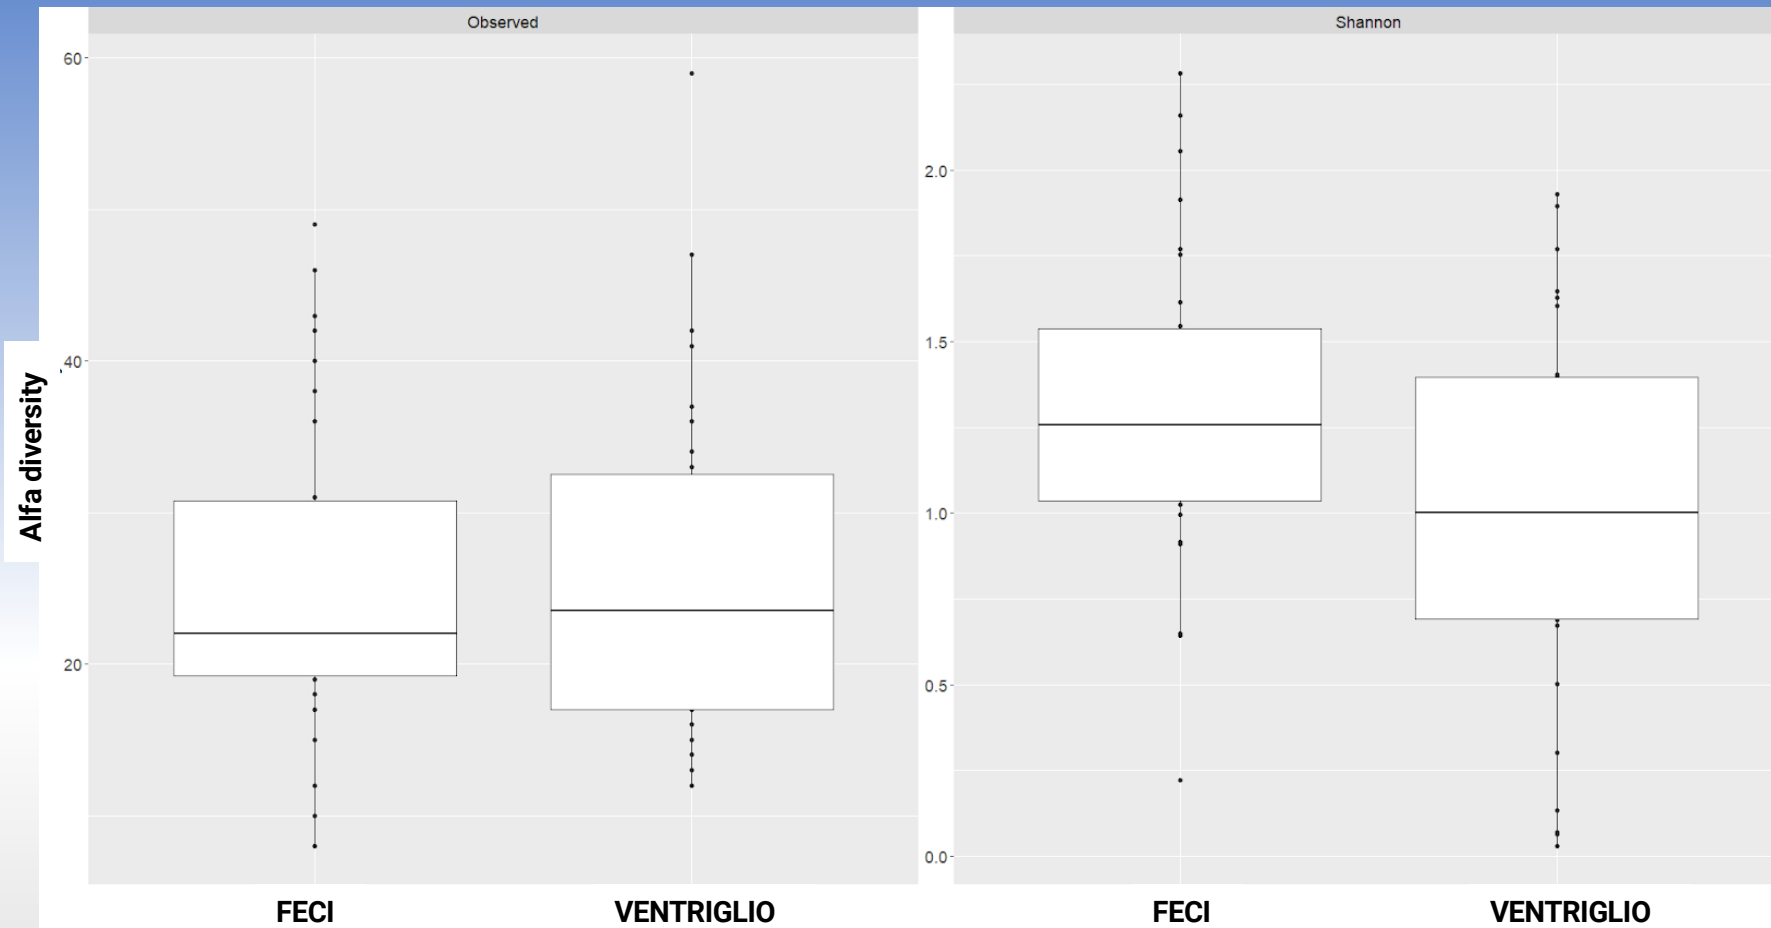 Observed
Shannon
60
40
20
2.0
1.5
1.0
0.5
0.0
Alfa diversity
FECI
VENTRIGLIO
FECI
VENTRIGLIO